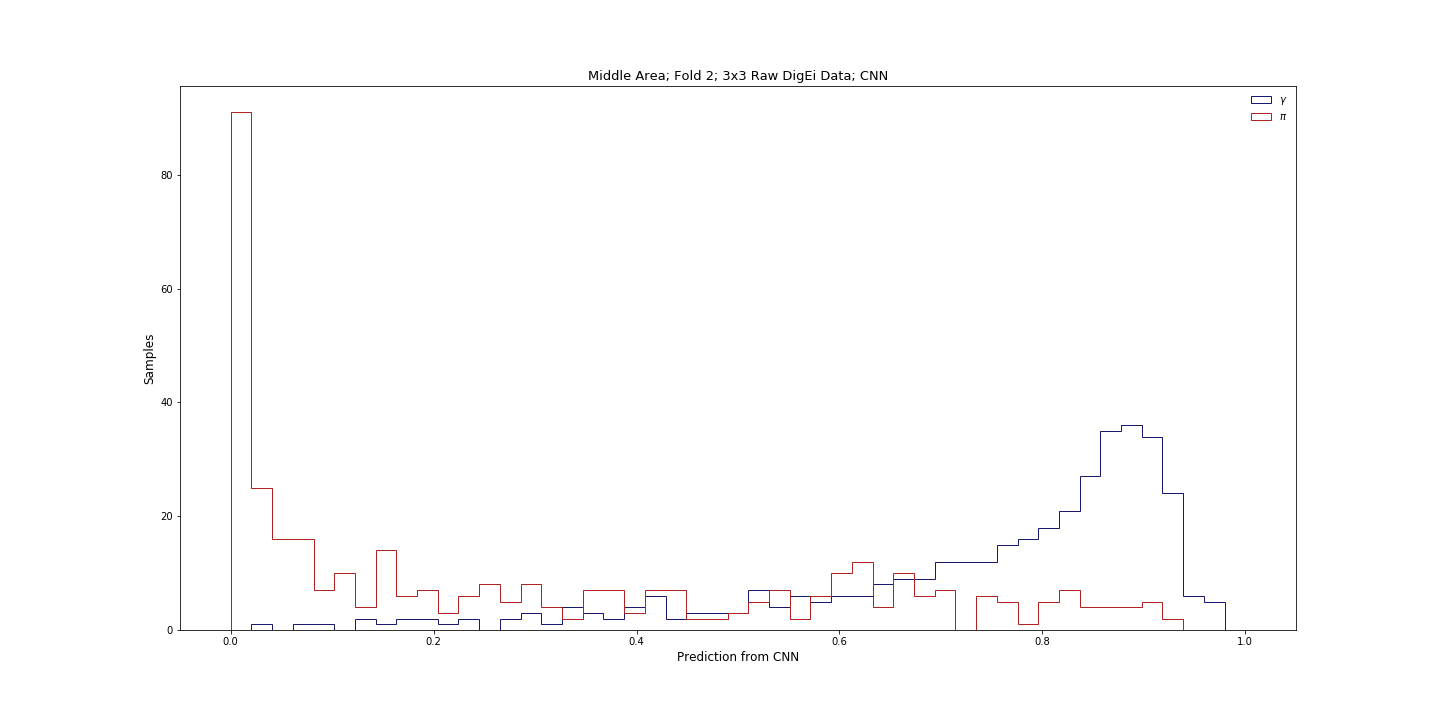 Middle Area; Fold 2; 3x3 Raw DigEi Data; CNN
γ
π
Samples
80
60
40
20
0
0.0 0.2 0.4 0.6 0.8 1.0
Prediction from CNN